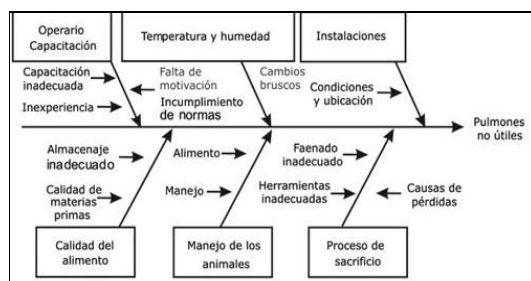 Operario
Capacitación
Temperatura y humedad
Instalaciones
Capacitación
inadecuada
Falta de
motivación
Cambios
bruscos
Condiciones
y ubicación
Inexperiencia
Incumplimiento
de normas
Pulmones
no útiles
Almacenaje
inadecuado
Alimento
Faenado
inadecuado
Calidad de
materias
primas
Manejo
Herramientas
inadecuadas
Causas de
pérdidas
Calidad del
alimento
Manejo de los
animales
Proceso de
sacrificio